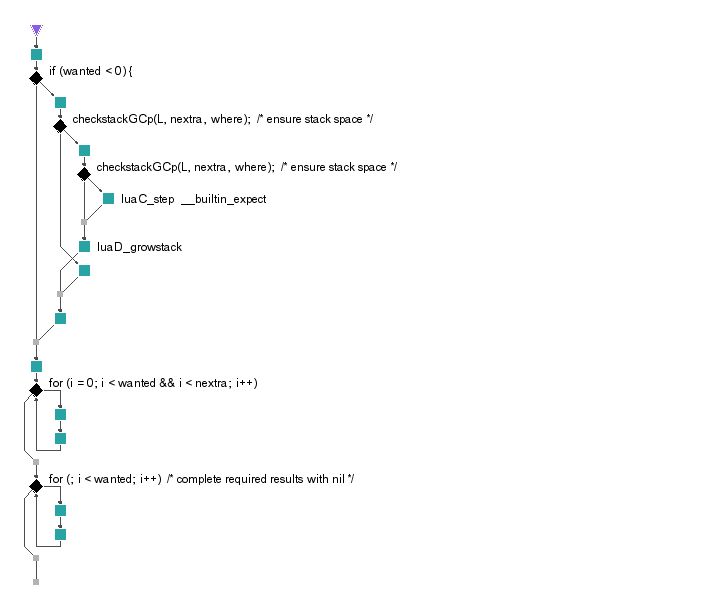 if (wanted < 0) {
checkstackGCp(L, nextra, where);  /* ensure stack space */
checkstackGCp(L, nextra, where);  /* ensure stack space */
luaC_step  __builtin_expect
luaD_growstack
for (i = 0; i < wanted && i < nextra; i++)
for (; i < wanted; i++)  /* complete required results with nil */